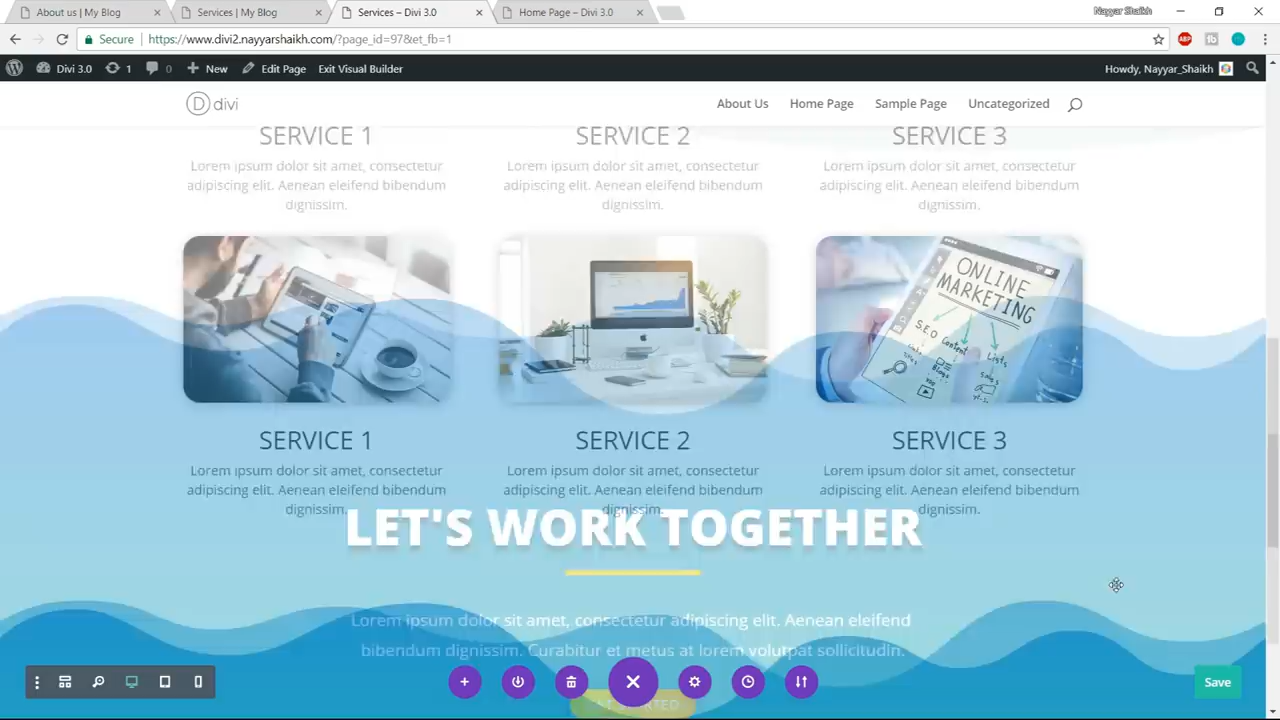 About us | My Blog
Services | My Blog
Services – Divi 3.0
Home Page – Divi 3.0
Nayyar Shaikh
Secure
https://www.divi2.nayyarshaikh.com/?page_id=97&et_fb=1
ABP
Divi 3.0
1
0
New
Edit Page
Exit Visual Builder
Howdy, Nayyar_Shaikh
D divi
About Us
Home Page
Sample Page
Uncategorized
SERVICE 1
SERVICE 2
SERVICE 3
Lorem ipsum dolor sit amet, consectetur
adipiscing elit. Aenean eleifend bibendum
dignissim.
Lorem ipsum dolor sit amet, consectetur
adipiscing elit. Aenean eleifend bibendum
dignissim.
Lorem ipsum dolor sit amet, consectetur
adipiscing elit. Aenean eleifend bibendum
dignissim.
ONLINE
MARKETING
S.E.O
Content
Lists
Blogs
SERVICE 1
SERVICE 2
SERVICE 3
Lorem ipsum dolor sit amet, consectetur
adipiscing elit. Aenean eleifend bibendum
dignissim.
Lorem ipsum dolor sit amet, consectetur
adipiscing elit. Aenean eleifend bibendum
dignissim.
Lorem ipsum dolor sit amet, consectetur
adipiscing elit. Aenean eleifend bibendum
dignissim.
LET'S WORK TOGETHER
Lorem ipsum dolor sit amet, consectetur adipiscing elit. Aenean eleifend
bibendum dignissim. Curabitur et metus at lorem volutpat sollicitudin.
Save